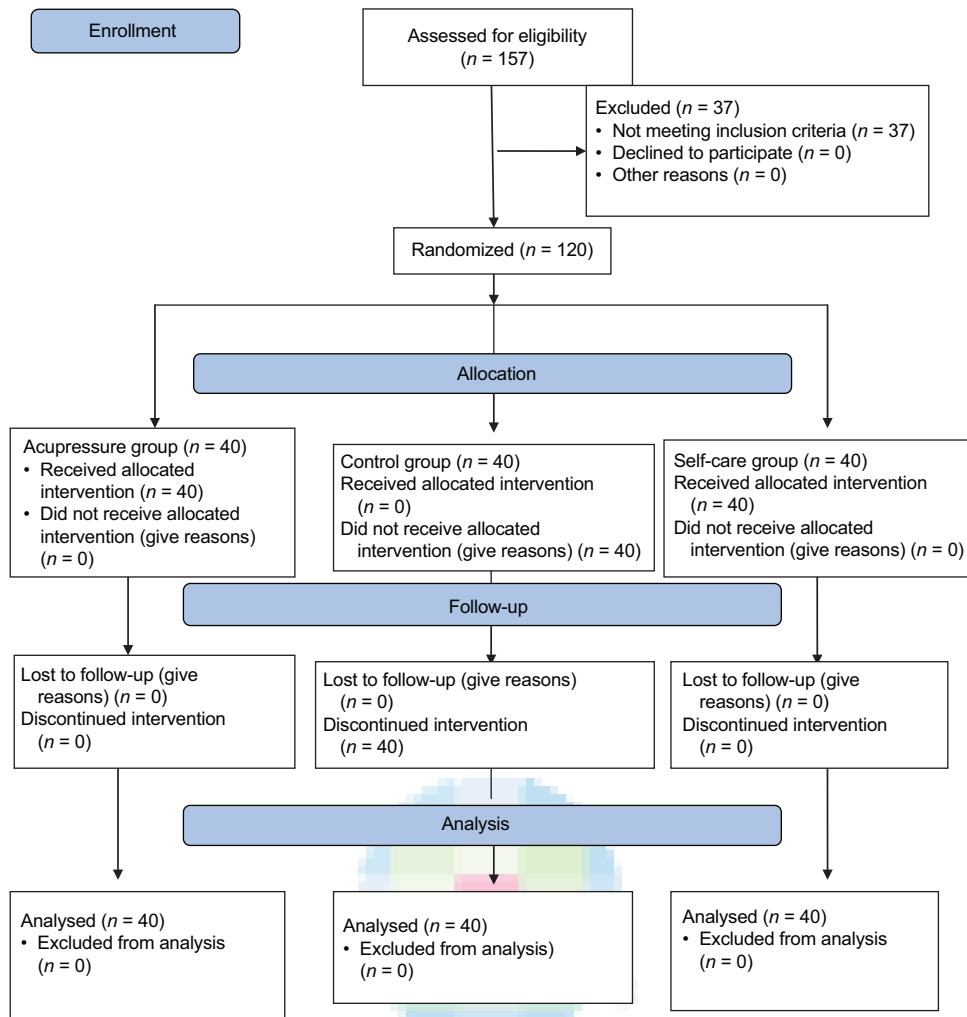 Enrollment
Assessed for eligibility
(n = 157)
Excluded (n = 37)
• Not meeting inclusion criteria (n = 37)
• Declined to participate (n = 0)
• Other reasons (n = 0)
Randomized (n = 120)
Allocation
Acupressure group (n = 40)
• Received allocated
intervention (n = 40)
• Did not receive allocated
intervention (give reasons)
(n = 0)
Control group (n = 40)
Received allocated intervention
(n = 0)
Did not receive allocated
intervention (give reasons) (n = 40)
Self-care group (n = 40)
Received allocated intervention
(n = 40)
Did not receive allocated
intervention (give reasons) (n = 0)
Follow-up
Lost to follow-up (give
reasons) (n = 0)
Discontinued intervention
(n = 0)
Lost to follow-up (give reasons)
(n = 0)
Discontinued intervention
(n = 40)
Lost to follow-up (give
reasons) (n = 0)
Discontinued intervention
(n = 0)
Analysis
Analysed (n = 40)
• Excluded from analysis
(n = 0)
Analysed (n = 40)
• Excluded from analysis)
(n = 0)
Analysed (n = 40)
• Excluded from analysis
(n = 0)